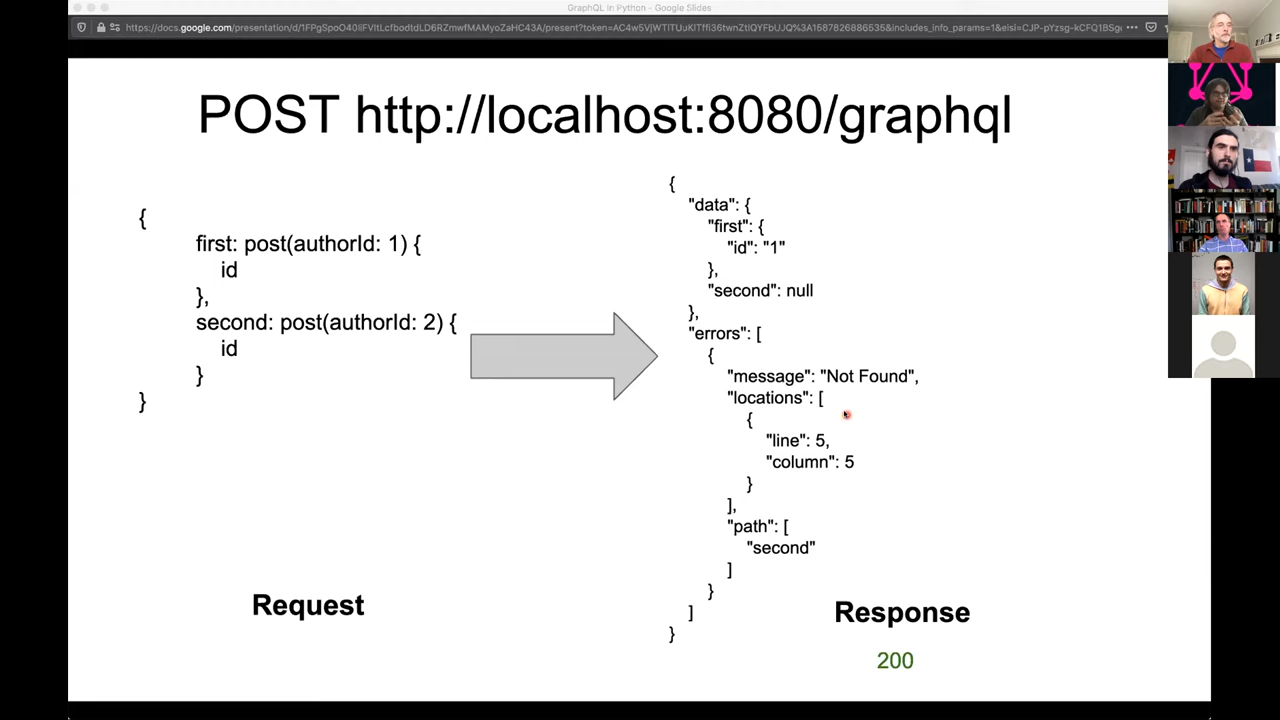 GraphQL in Python - Google Slides
POST http://localhost:8080/graphql
{
first: post(authorId: 1) {
id
},
second: post(authorId: 2) {
id
}
}
Request
{
"data": {
"first": {
"id": "1"
},
"second": null
},
"errors": [
{
"message": "Not Found",
"locations": [
{
"line": 5,
"column": 5
}
],
"path": [
"second"
]
}
]
}
Response
200